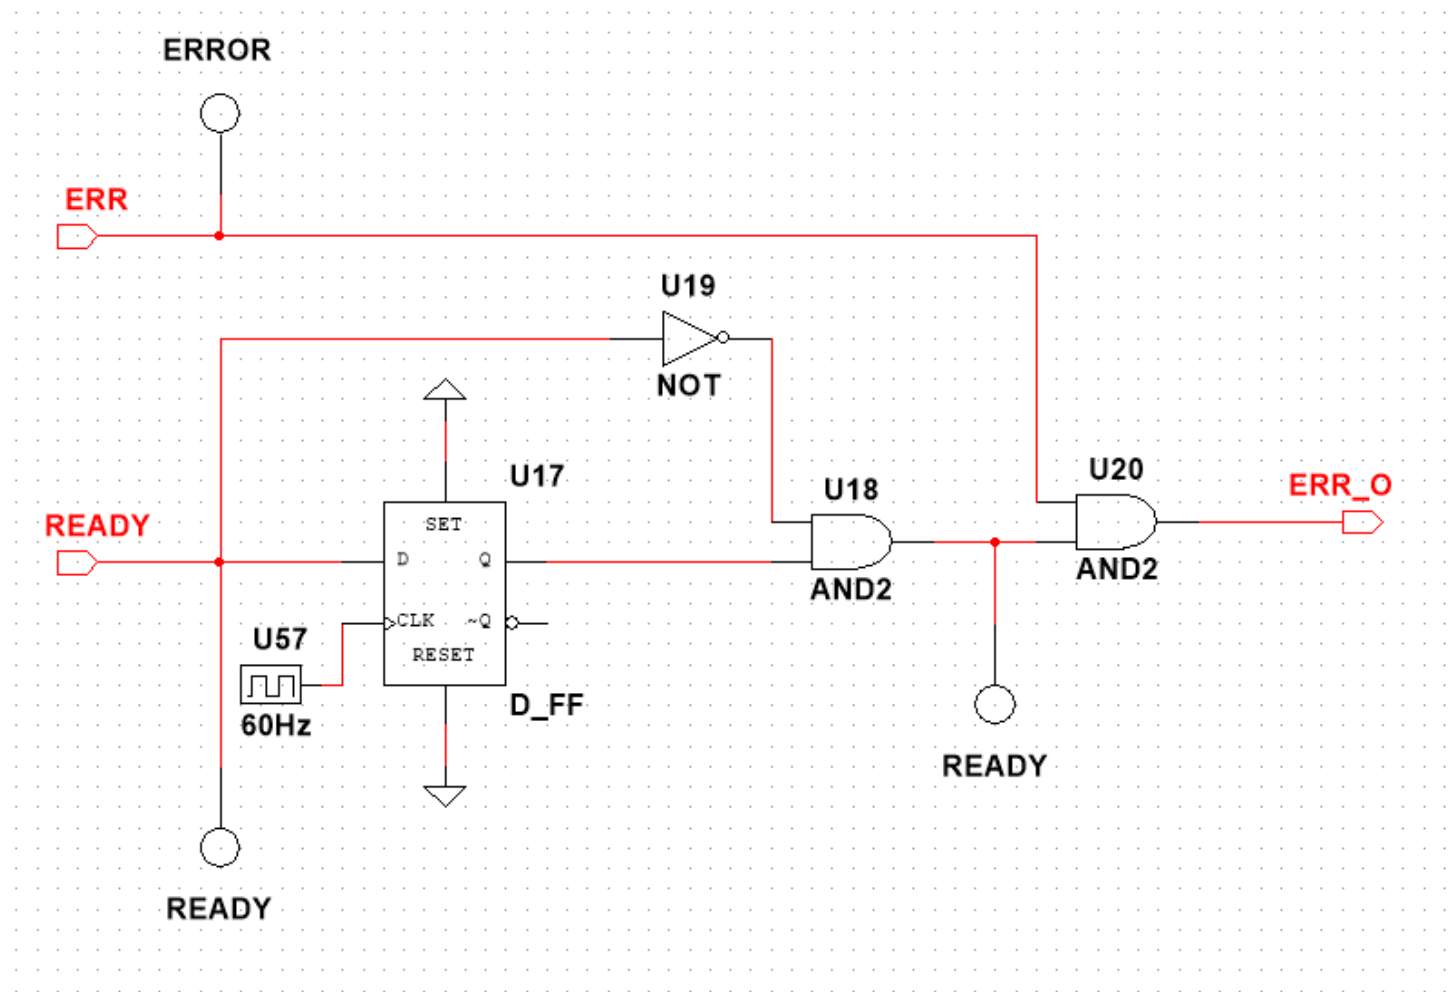 ERROR
ERR
U19
NOT
U17
U18
U20
ERR_O
READY
SET
D Q
AND2
AND2
CLK ~Q
U57
RESET
D_FF
60Hz
READY
READY